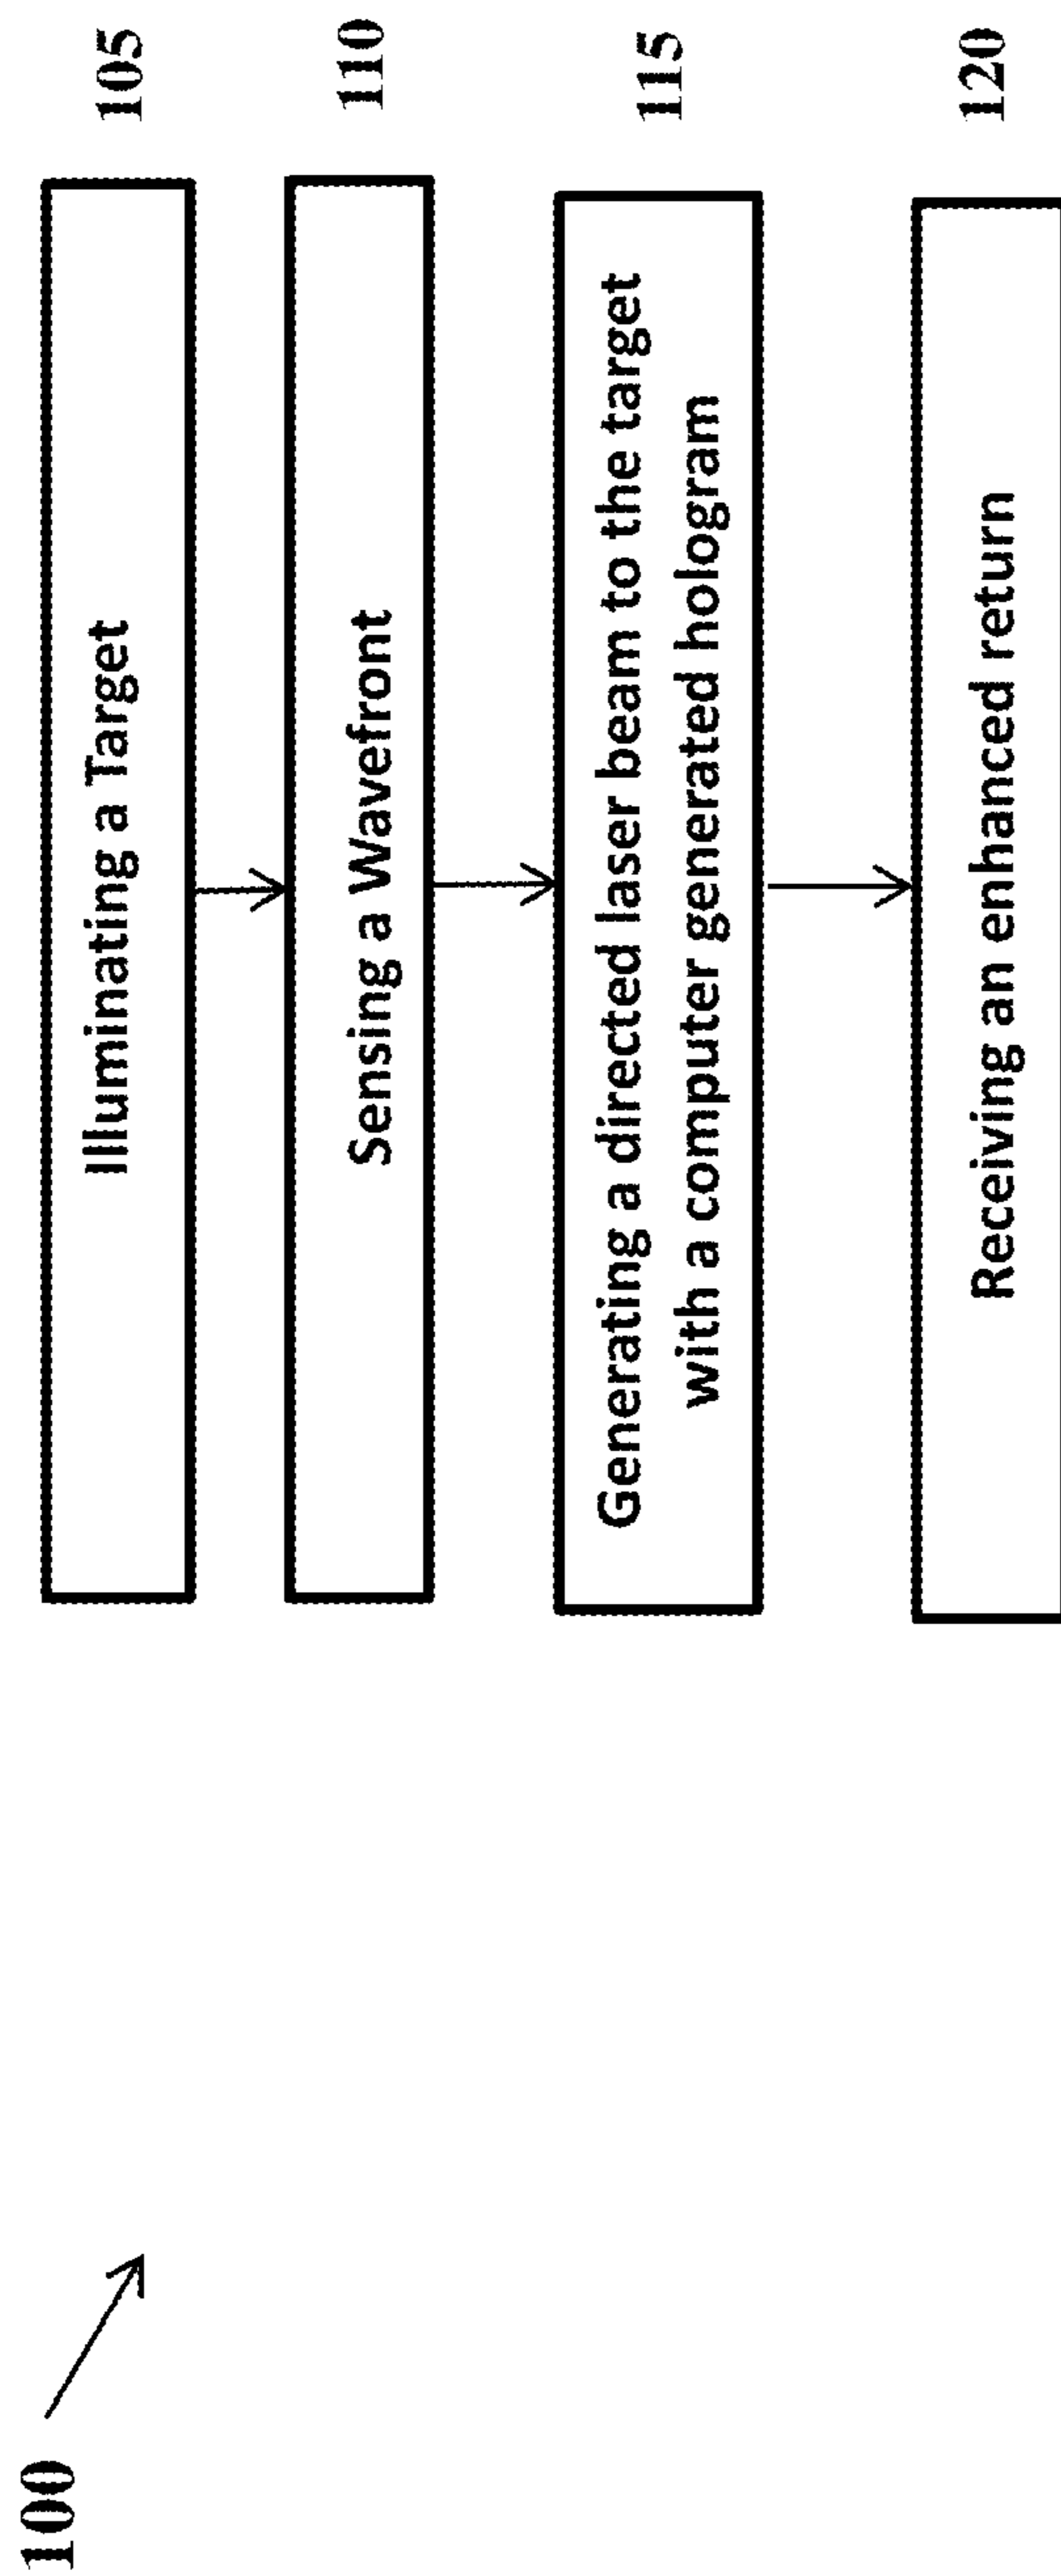 100
Illuminating a Target
105
Sensing a Wavefront
110
Generating a directed laser beam to the target
with a computer generated hologram
115
Receiving an enhanced return
120